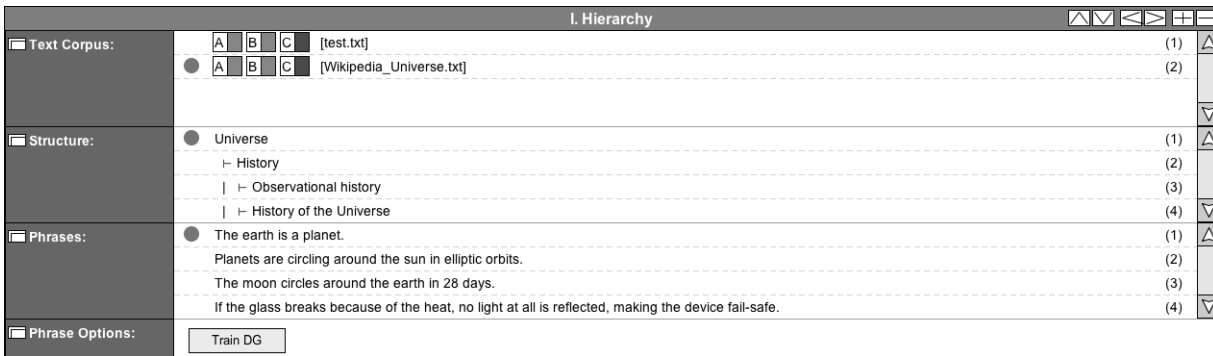 I. Hierarchy
Text Corpus:
A B C [test.txt] (1)
A B C [Wikipedia_Universe.txt] (2)
Structure:
Universe (1)
⊢ History (2)
| ⊢ Observational history (3)
| ⊢ History of the Universe (4)
Phrases:
The earth is a planet. (1)
Planets are circling around the sun in elliptic orbits. (2)
The moon circles around the earth in 28 days. (3)
If the glass breaks because of the heat, no light at all is reflected, making the device fail-safe. (4)
Phrase Options:
Train DG